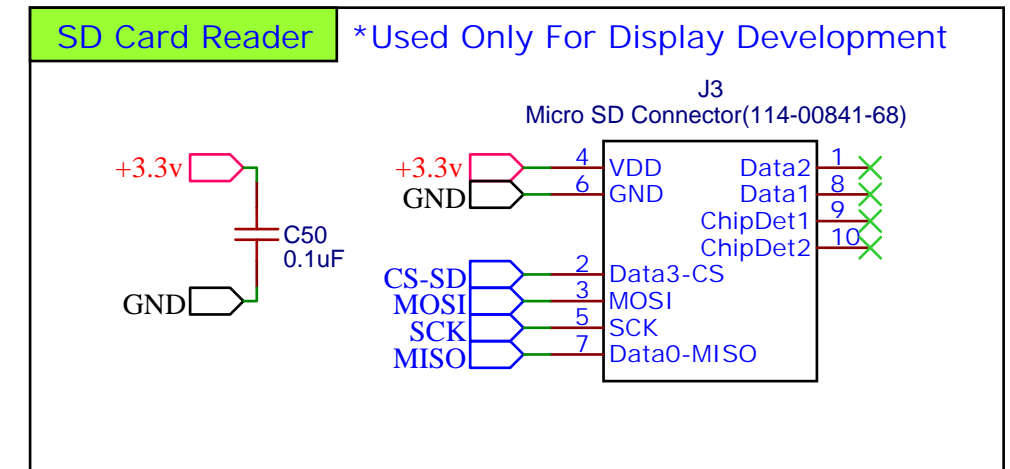 SD Card Reader *Used Only For Display Development
J3
Micro SD Connector(114-00841-68)
+3.3v
C50
0.1uF
GND
+3.3v 4 VDD Data2 1
GND 6 GND Data1 8
ChipDet1 9
ChipDet2 10
CS-SD 2 Data3-CS
MOSI 3 MOSI
SCK 5 SCK
MISO 7 Data0-MISO